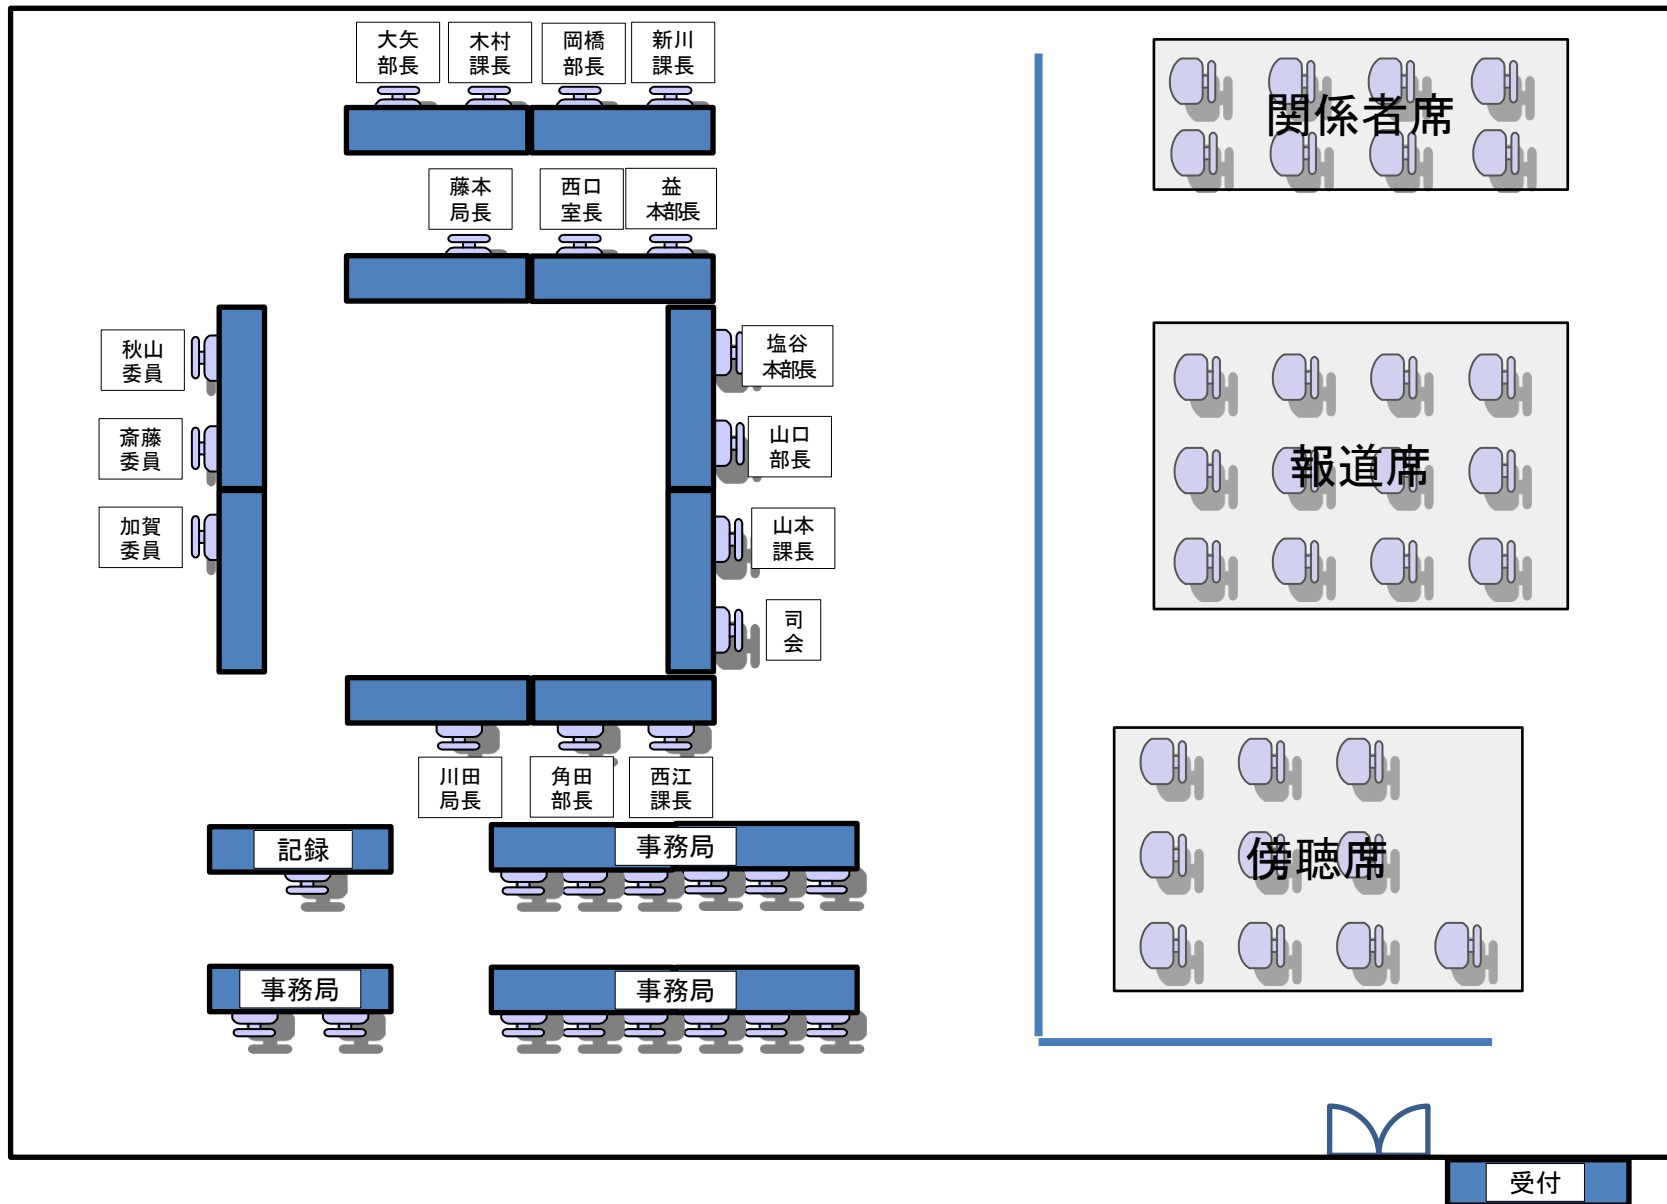 大矢
部長
木村
課長
岡橋
部長
新川
課長
藤本
局長
西口
室長
益
本部長
秋山
委員
斎藤
委員
加賀
委員
塩谷
本部長
山口
部長
山本
課長
司
会
川田
局長
角田
部長
西江
課長
記録
事務局
事務局
事務局
関係者席
報道席
傍聴席
受付